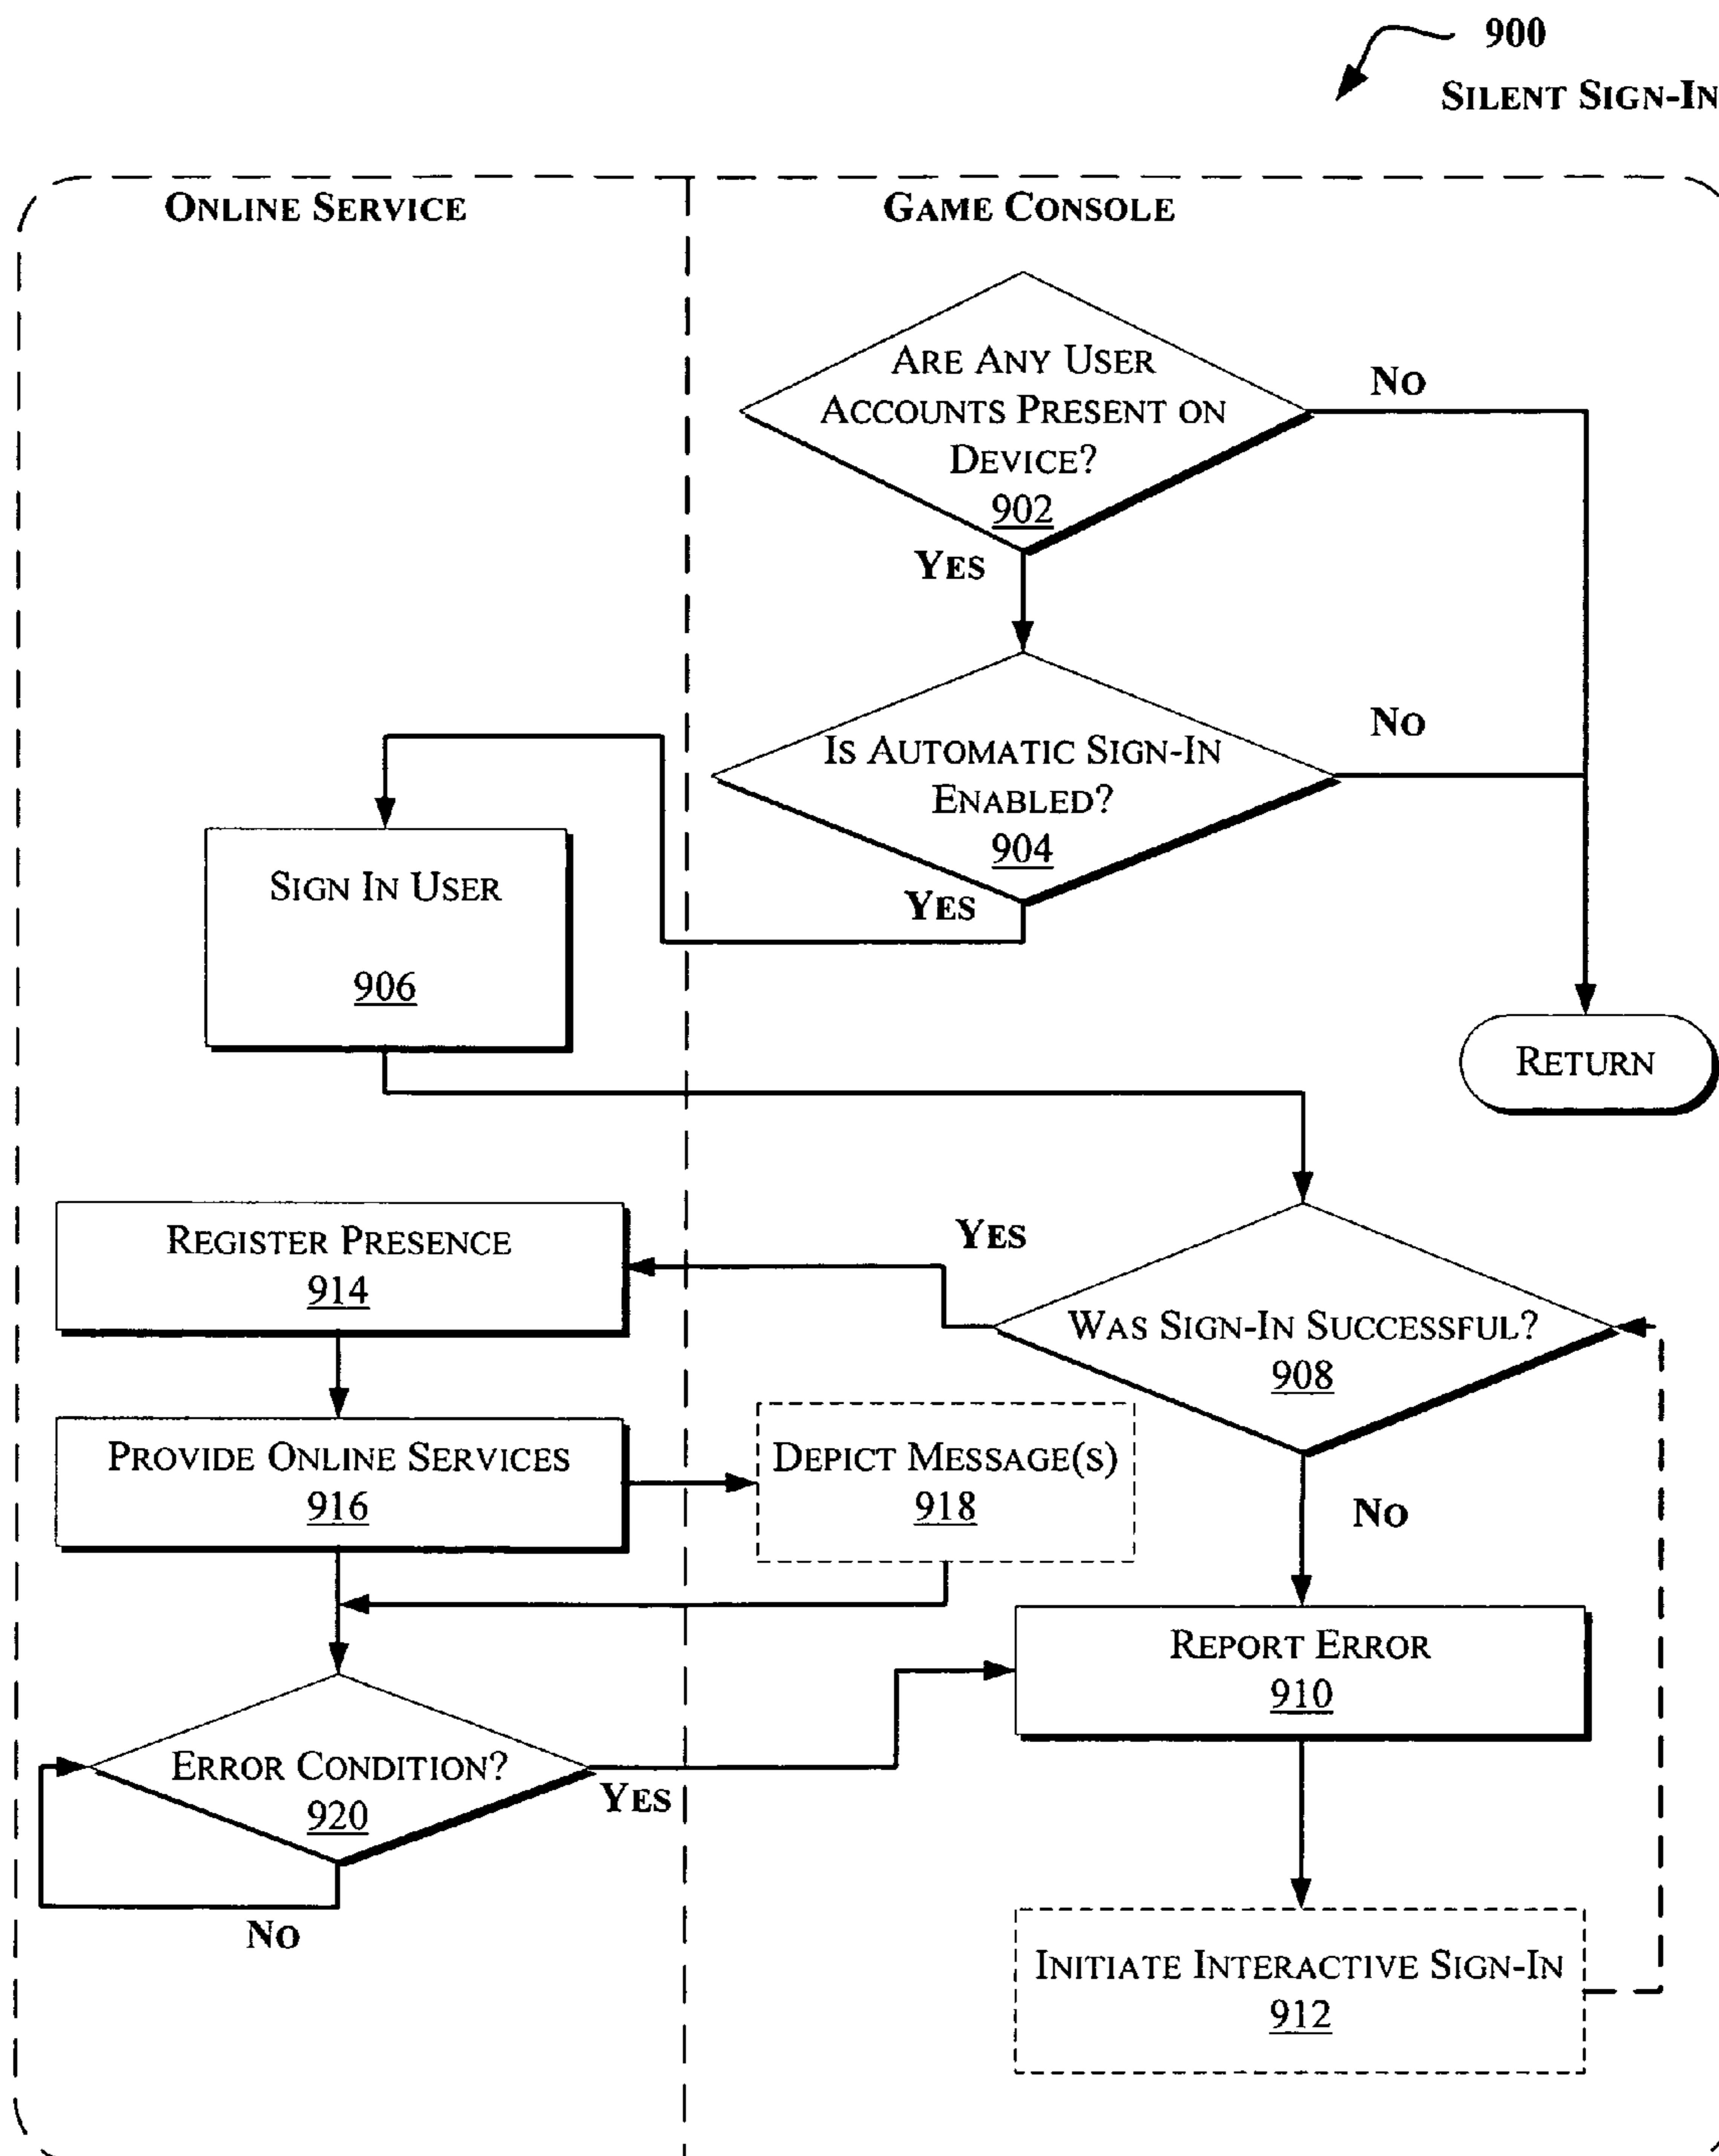 900
SILENT SIGN-IN
ONLINE SERVICE
GAME CONSOLE
ARE ANY USER
ACCOUNTS PRESENT ON
DEVICE?
902
NO
YES
IS AUTOMATIC SIGN-IN
ENABLED?
904
NO
YES
SIGN IN USER
906
RETURN
REGISTER PRESENCE
914
YES
WAS SIGN-IN SUCCESSFUL?
908
PROVIDE ONLINE SERVICES
916
DEPICT MESSAGE(S)
918
NO
REPORT ERROR
910
ERROR CONDITION?
920
YES
NO
INITIATE INTERACTIVE SIGN-IN
912